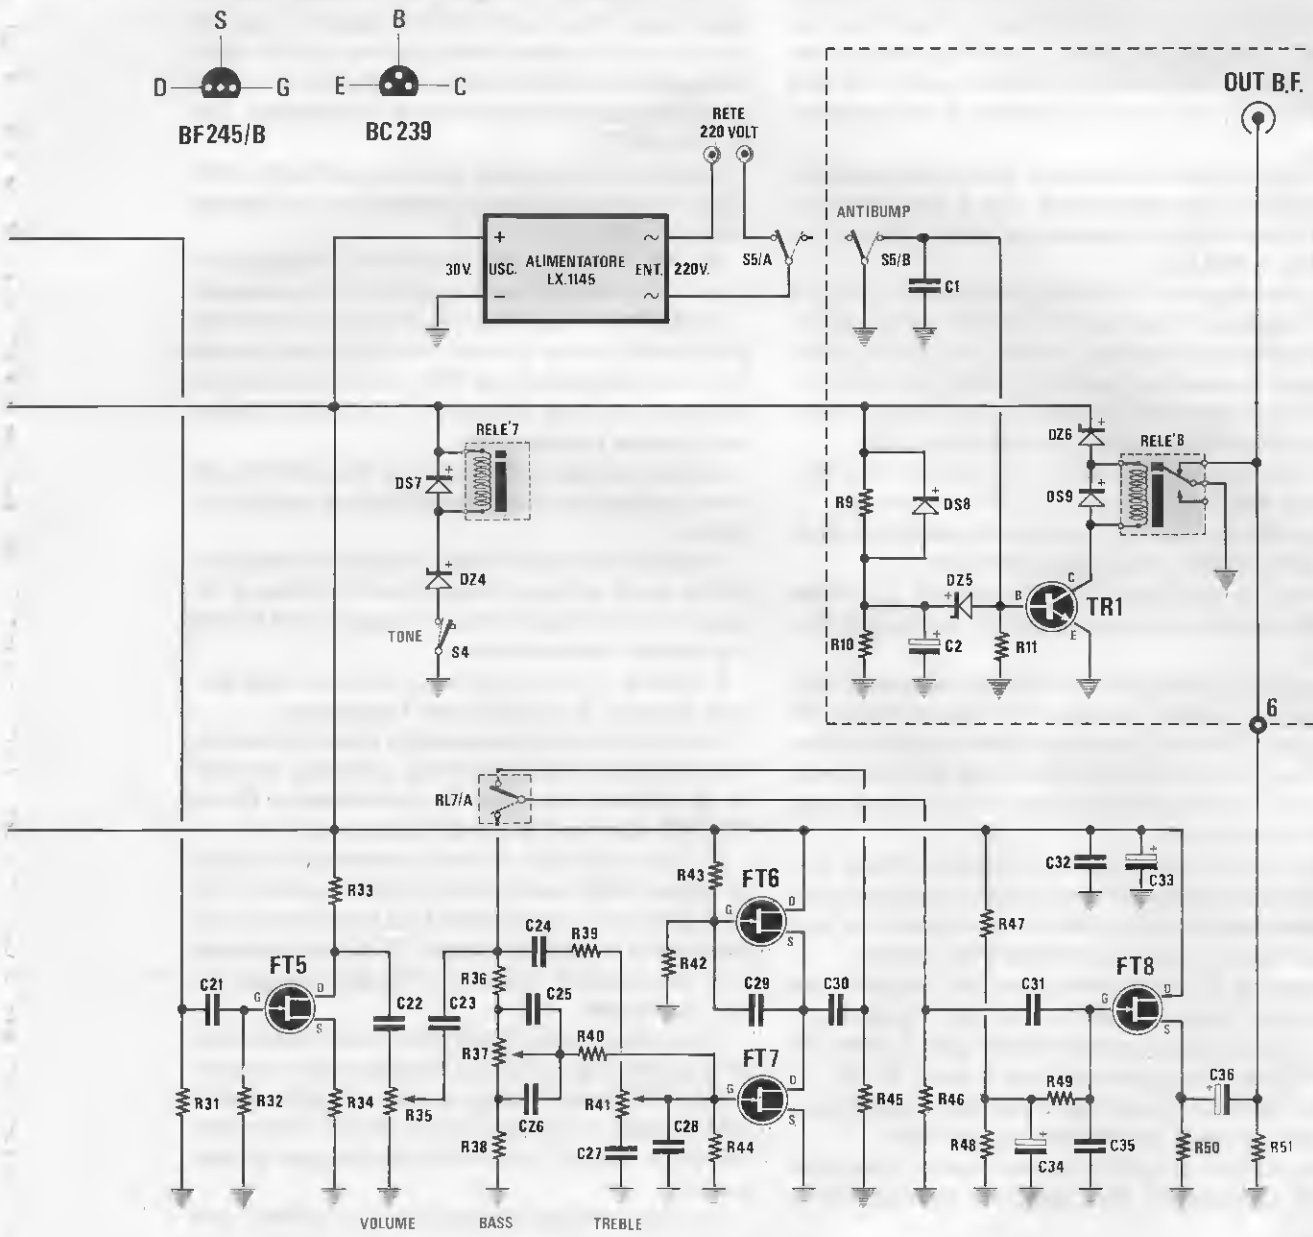 S
D G
BF245/B
B
E C
BC239
RETE
220 VOLT
OUT B.F.
ANTIBUMP
30V. USC. + − ALIMENTATORE
LX.1145
~ ENT. ~ 220V.
S5/A
S5/B
C1
RELE'7
DS7
DZ4
TONE
S4
R9
DS8
DZ6
RELE'8
DS9
DZ5
B C E
TR1
R10
C2
R11
6
RL7/A
R33
R43
FT6
G D S
C32
C33
R47
C24
R39
R42
R36
FT5
G D S
C21
C22
C23
C25
C29
C30
C31
FT8
G D S
R37
R40
FT7
G D S
R31
R32
R34
R35
C26
R41
R45
R46
R49
C36
R38
C27
C28
R44
R48
C34
C35
R50
R51
VOLUME
BASS
TREBLE